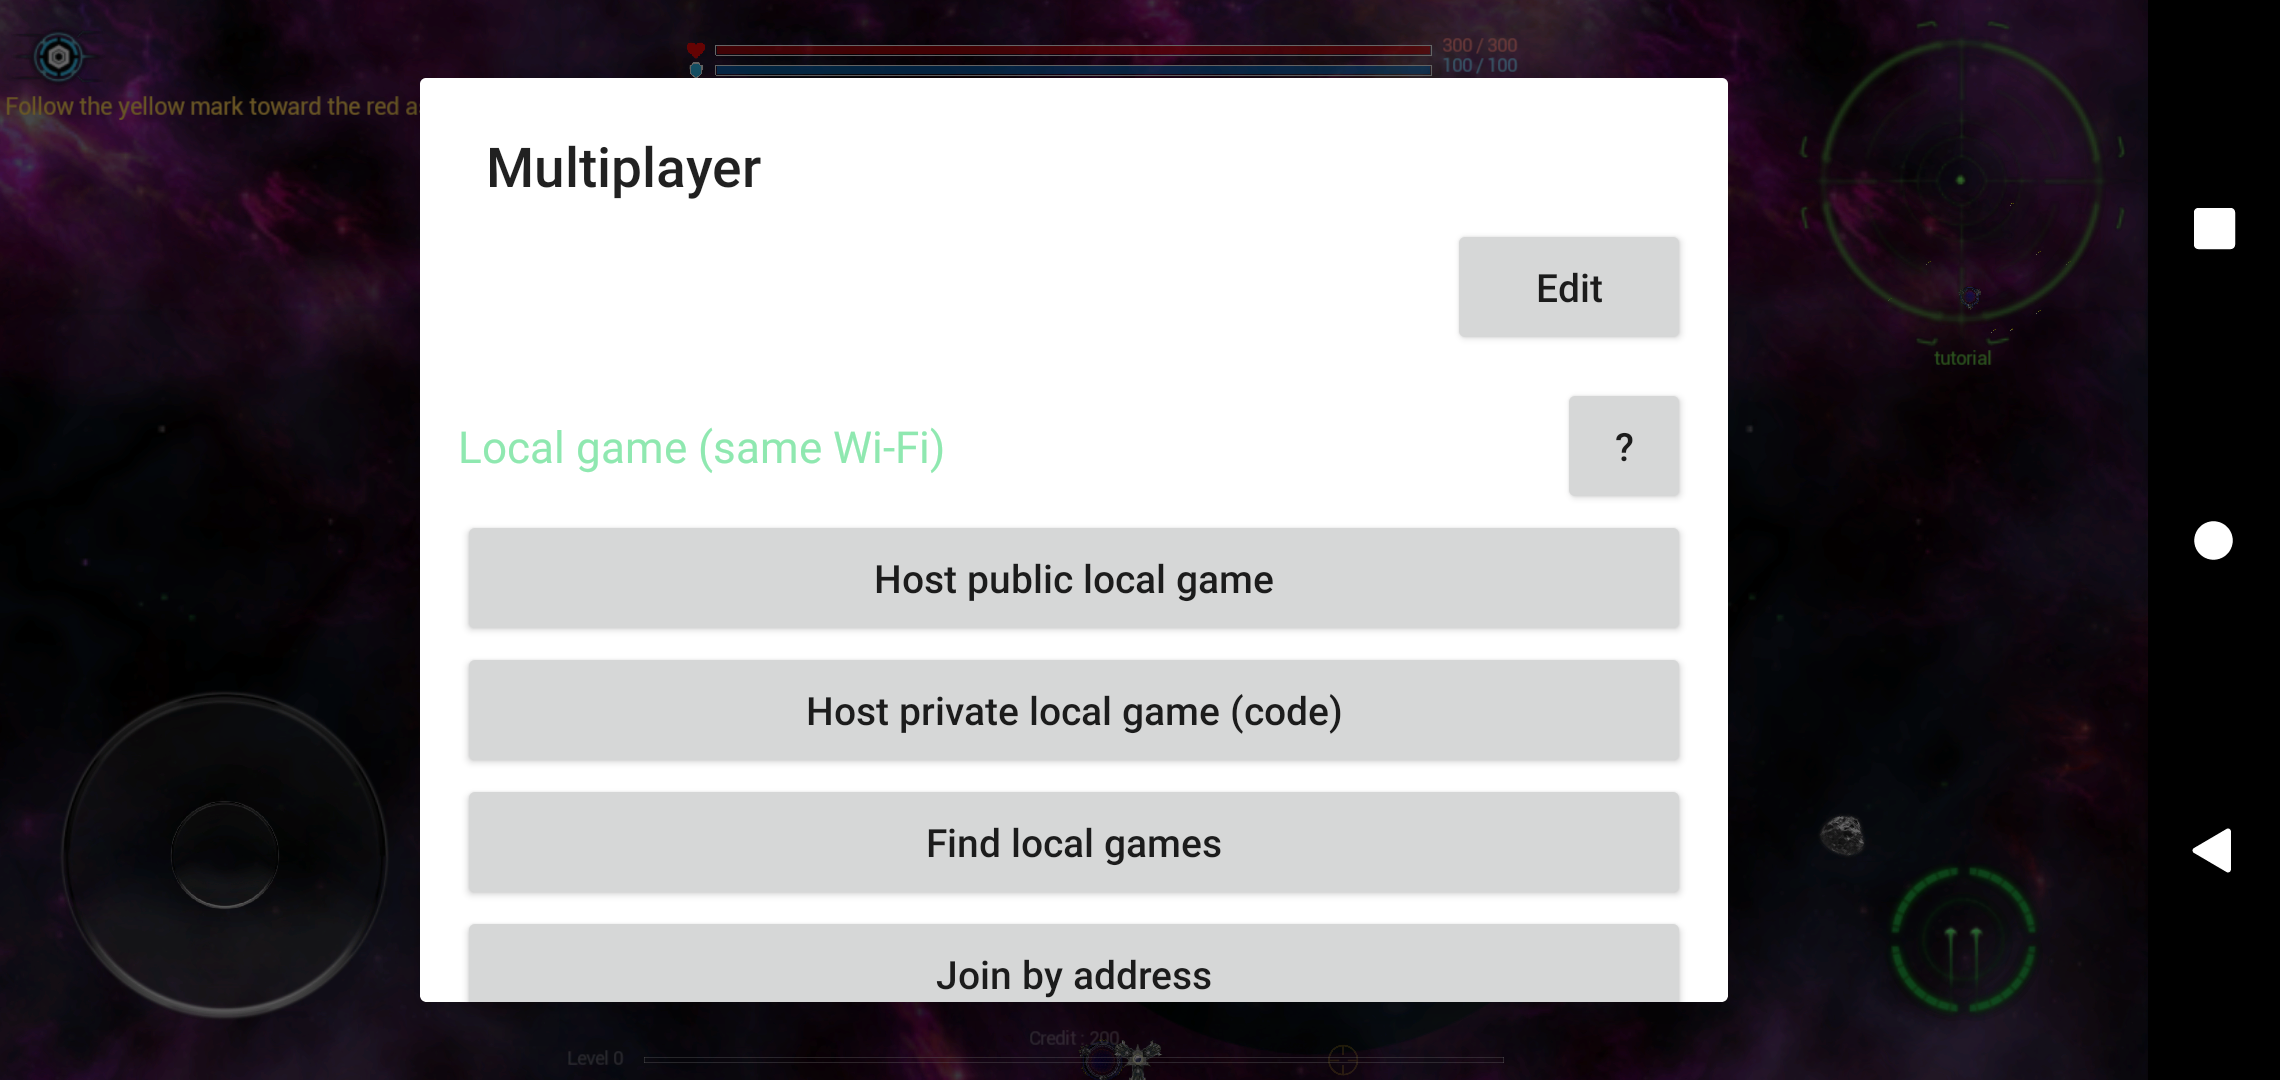 300 / 300
100 / 100
Follow the yellow mark toward the red a
Multiplayer
Edit
tutorial
Local game (same Wi-Fi)
?
Host public local game
Host private local game (code)
Find local games
Join by address
Credit : 200
Level 0